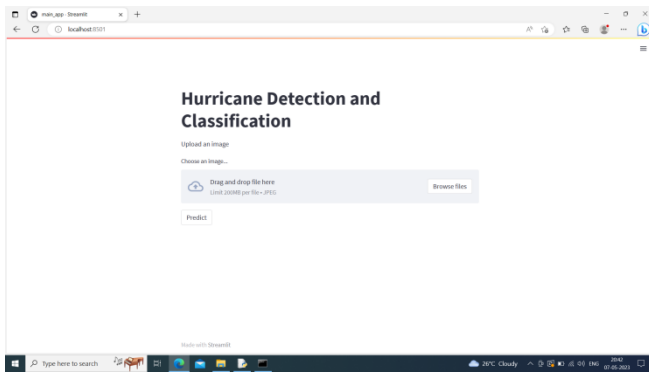 main_app · Streamlit
localhost:8501
Hurricane Detection and
Classification
Upload an image
Choose an image...
Drag and drop file here
Limit 200MB per file • JPEG
Browse files
Predict
Made with Streamlit
Type here to search
26°C Cloudy
ENG
20:42
07-05-2023